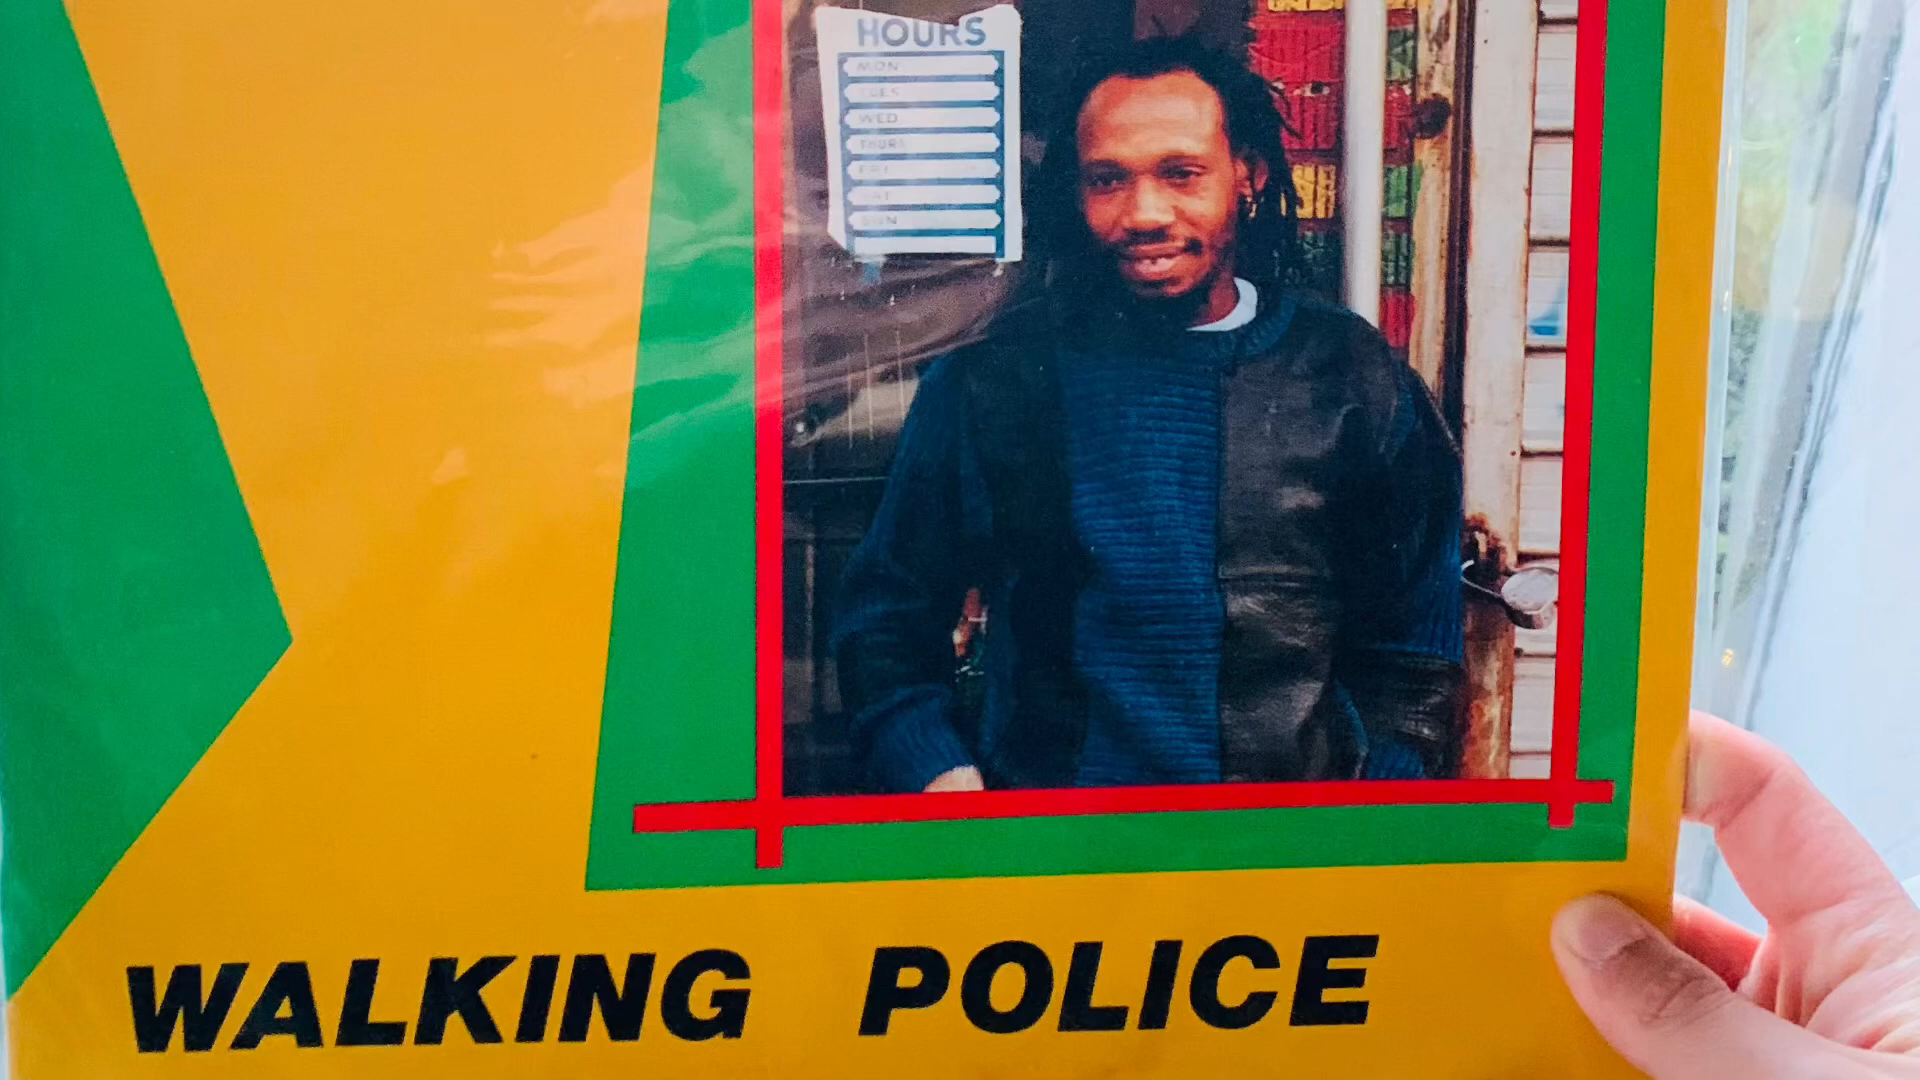 HOURS
MON
TUES
WED
THURS
FRI
SAT
SUN
WALKING POLICE